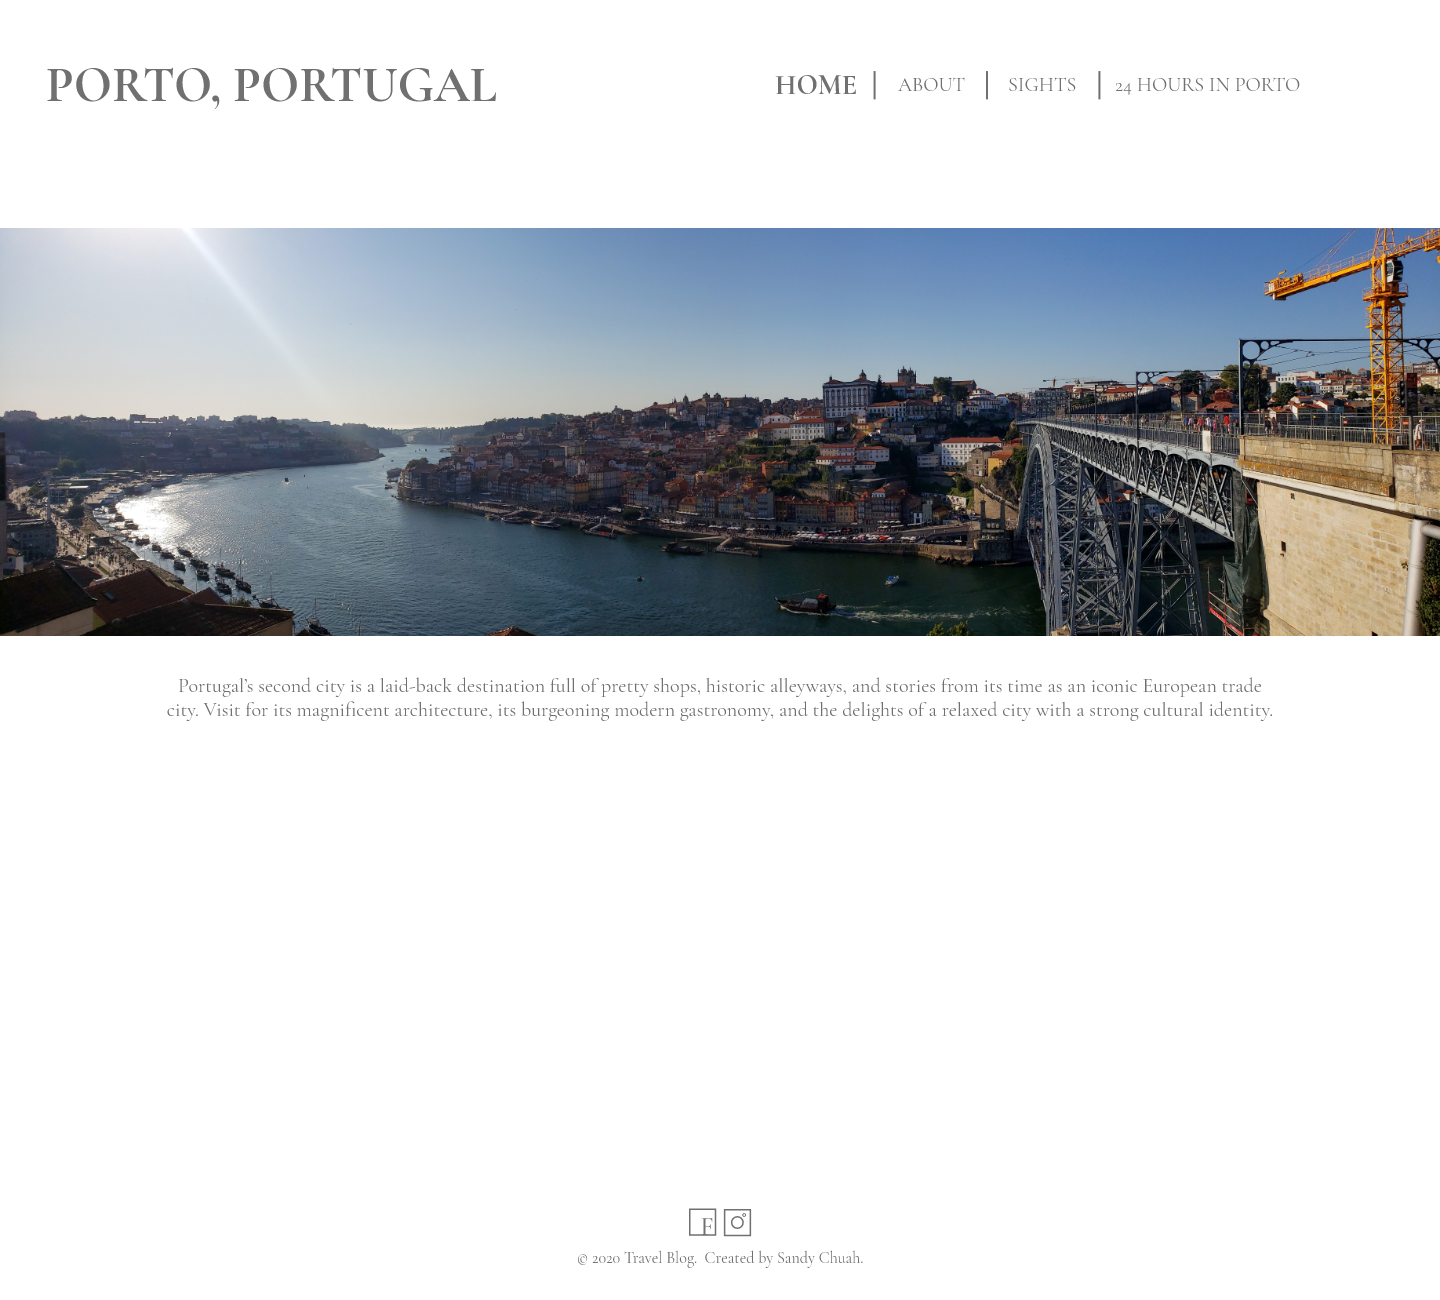 PORTO, PORTUGAL
HOME | ABOUT | SIGHTS | 24 HOURS IN PORTO
Portugal’s second city is a laid-back destination full of pretty shops, historic alleyways, and stories from its time as an iconic European trade
city. Visit for its magnificent architecture, its burgeoning modern gastronomy, and the delights of a relaxed city with a strong cultural identity.
F
© 2020 Travel Blog.  Created by Sandy Chuah.